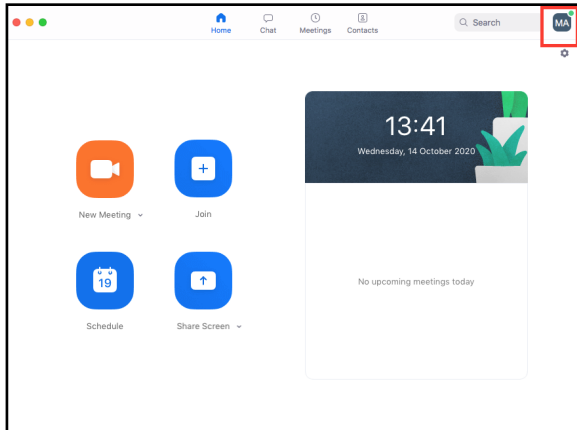 Home
Chat
Meetings
Contacts
Search
MA
13:41
Wednesday, 14 October 2020
New Meeting
Join
19
Schedule
Share Screen
No upcoming meetings today